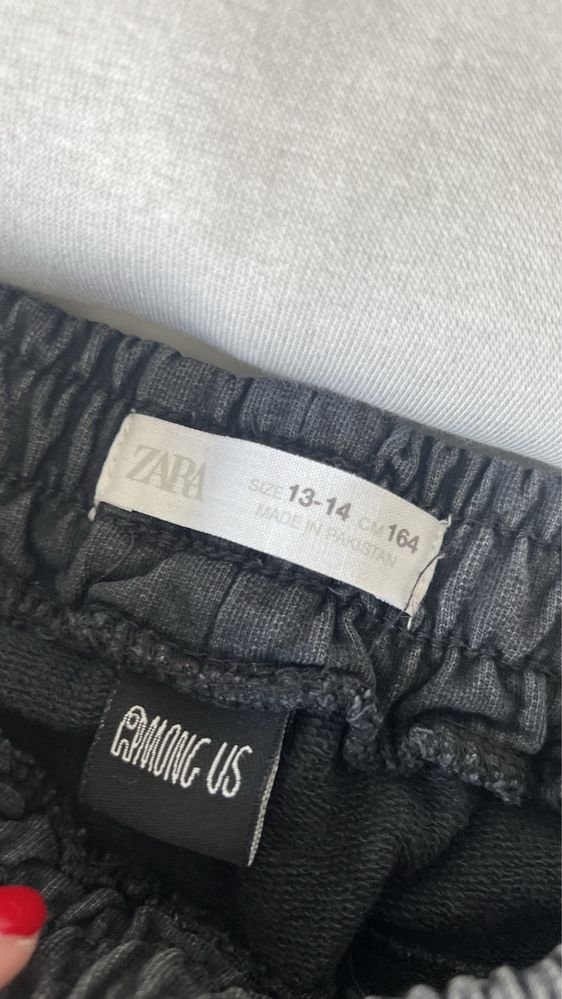 ZARA
SIZE 13-14 CM 164
MADE IN PAKISTAN
AMONG US